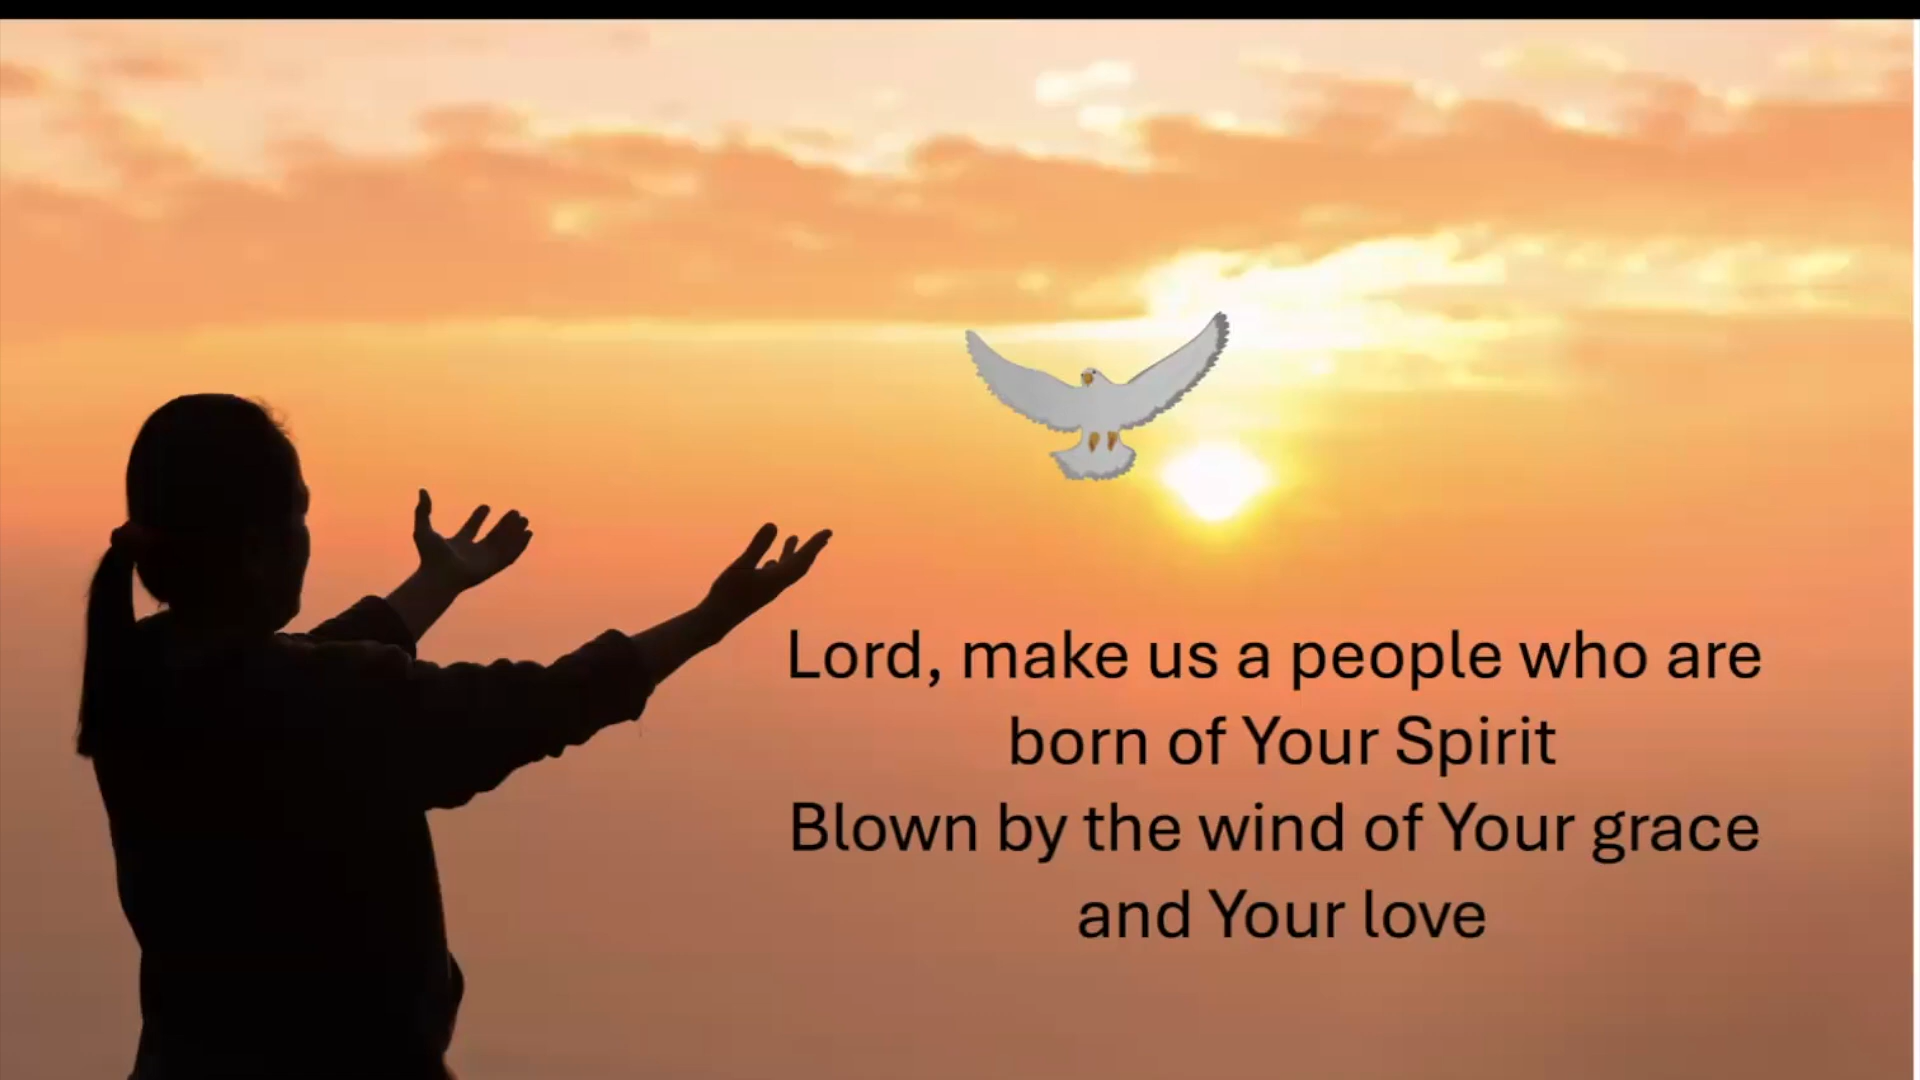 Lord, make us a people who are
born of Your Spirit
Blown by the wind of Your grace
and Your love